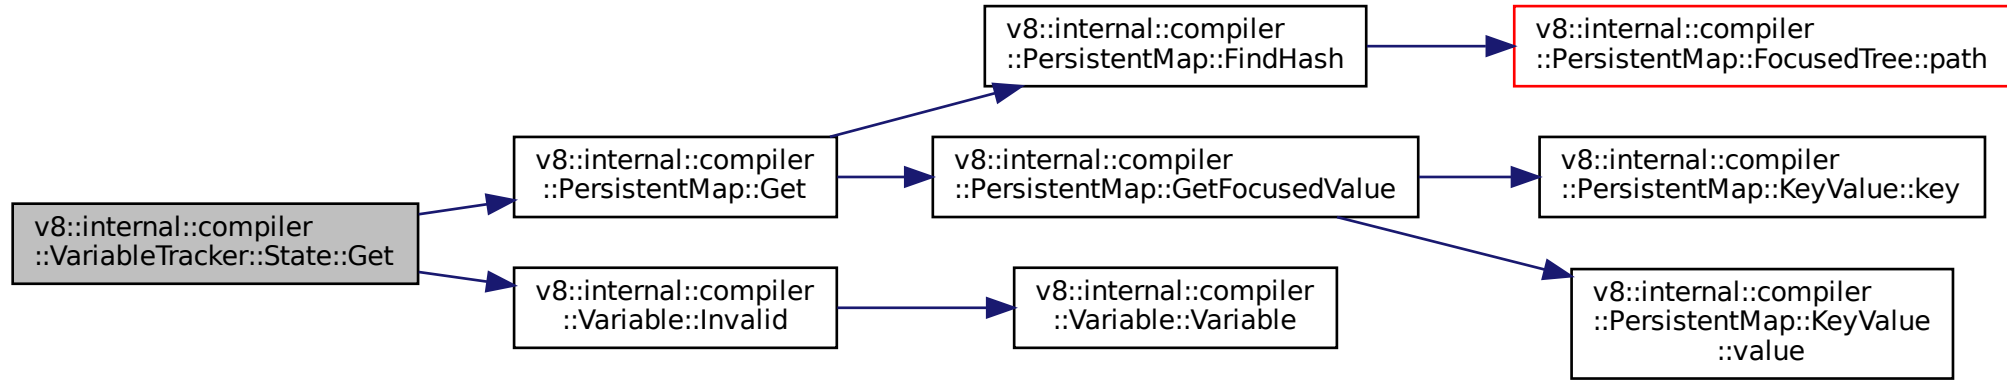 v8::internal::compiler
::VariableTracker::State::Get
v8::internal::compiler
::PersistentMap::Get
v8::internal::compiler
::Variable::Invalid
v8::internal::compiler
::PersistentMap::FindHash
v8::internal::compiler
::PersistentMap::GetFocusedValue
v8::internal::compiler
::Variable::Variable
v8::internal::compiler
::PersistentMap::FocusedTree::path
v8::internal::compiler
::PersistentMap::KeyValue::key
v8::internal::compiler
::PersistentMap::KeyValue
::value